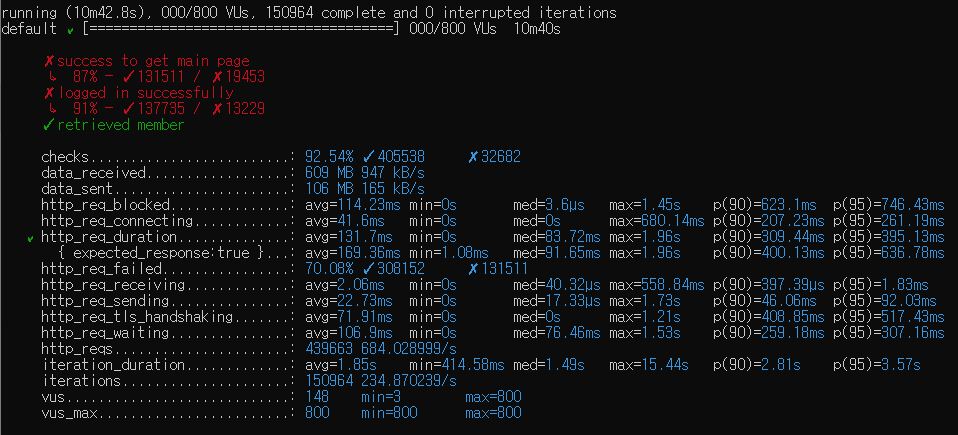 running (10m42.8s), 000/800 VUs, 150964 complete and 0 interrupted iterations
default ✓ [======================================] 000/800 VUs  10m40s

     ✗ success to get main page
      ↳  87% — ✓ 131511 / ✗ 19453
     ✗ logged in successfully
      ↳  91% — ✓ 137735 / ✗ 13229
     ✓ retrieved member

     checks.........................: 92.54% ✓ 405538     ✗ 32682
     data_received..................: 609 MB 947 kB/s
     data_sent......................: 106 MB 165 kB/s
     http_req_blocked...............: avg=114.23ms min=0s       med=3.6µs   max=1.45s    p(90)=623.1ms  p(95)=746.43ms
     http_req_connecting............: avg=41.6ms   min=0s       med=0s      max=680.14ms p(90)=207.23ms p(95)=261.19ms
   ✓ http_req_duration..............: avg=131.7ms  min=0s       med=83.72ms max=1.96s    p(90)=309.44ms p(95)=395.13ms
       { expected_response:true }...: avg=169.36ms min=1.08ms   med=91.65ms max=1.96s    p(90)=400.13ms p(95)=636.78ms
     http_req_failed................: 70.08% ✓ 308152     ✗ 131511
     http_req_receiving.............: avg=2.06ms   min=0s       med=40.32µs max=558.84ms p(90)=397.39µs p(95)=1.83ms
     http_req_sending...............: avg=22.73ms  min=0s       med=17.33µs max=1.73s    p(90)=46.06ms  p(95)=92.03ms
     http_req_tls_handshaking.......: avg=71.91ms  min=0s       med=0s      max=1.21s    p(90)=408.85ms p(95)=517.43ms
     http_req_waiting...............: avg=106.9ms  min=0s       med=76.46ms max=1.53s    p(90)=259.18ms p(95)=307.16ms
     http_reqs......................: 439663 684.028999/s
     iteration_duration.............: avg=1.85s    min=414.58ms med=1.49s   max=15.44s   p(90)=2.81s    p(95)=3.57s
     iterations.....................: 150964 234.870239/s
     vus............................: 148    min=3        max=800
     vus_max........................: 800    min=800      max=800